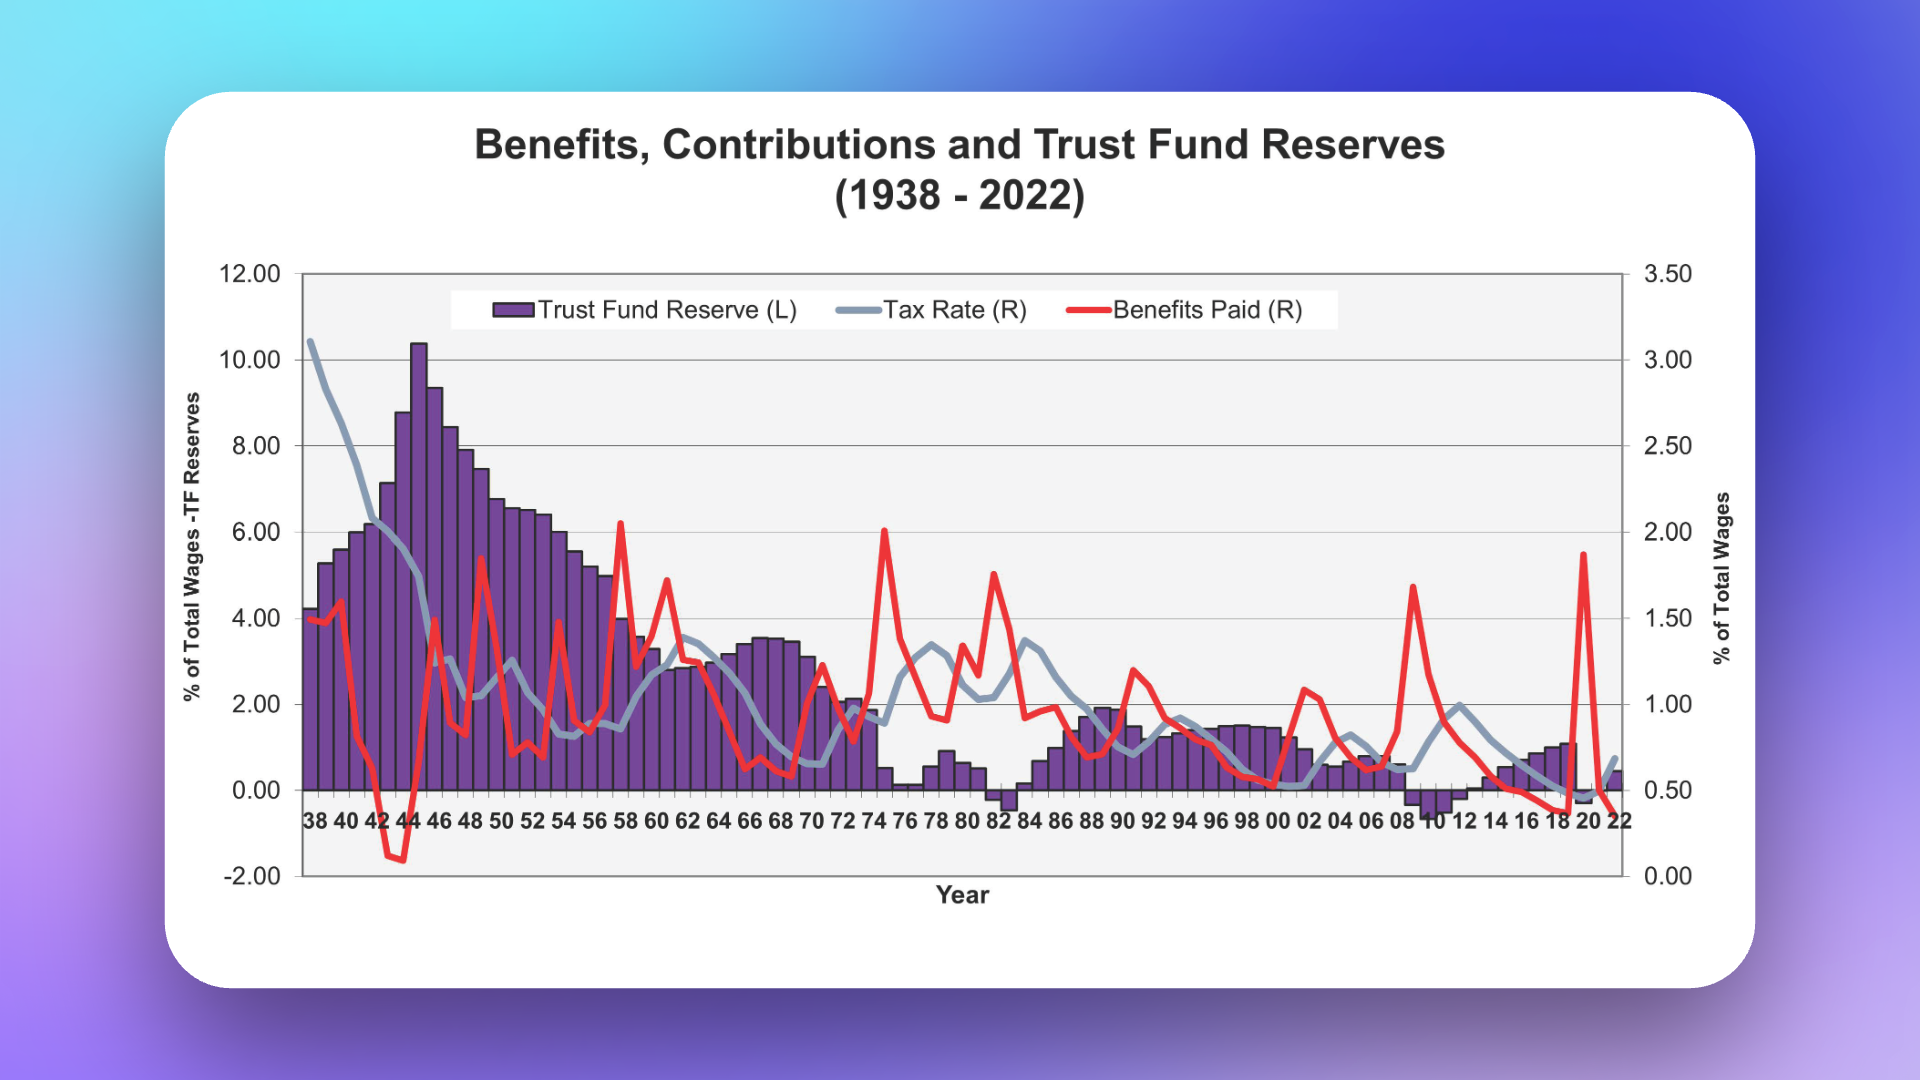 Benefits, Contributions and Trust Fund Reserves
(1938 - 2022)
Trust Fund Reserve (L) Tax Rate (R) Benefits Paid (R)
% of Total Wages -TF Reserves
12.00
10.00
8.00
6.00
4.00
2.00
0.00
-2.00
3.50
3.00
2.50
2.00
1.50
1.00
0.50
0.00
% of Total Wages
38 40 42 44 46 48 50 52 54 56 58 60 62 64 66 68 70 72 74 76 78 80 82 84 86 88 90 92 94 96 98 00 02 04 06 08 10 12 14 16 18 20 22
Year